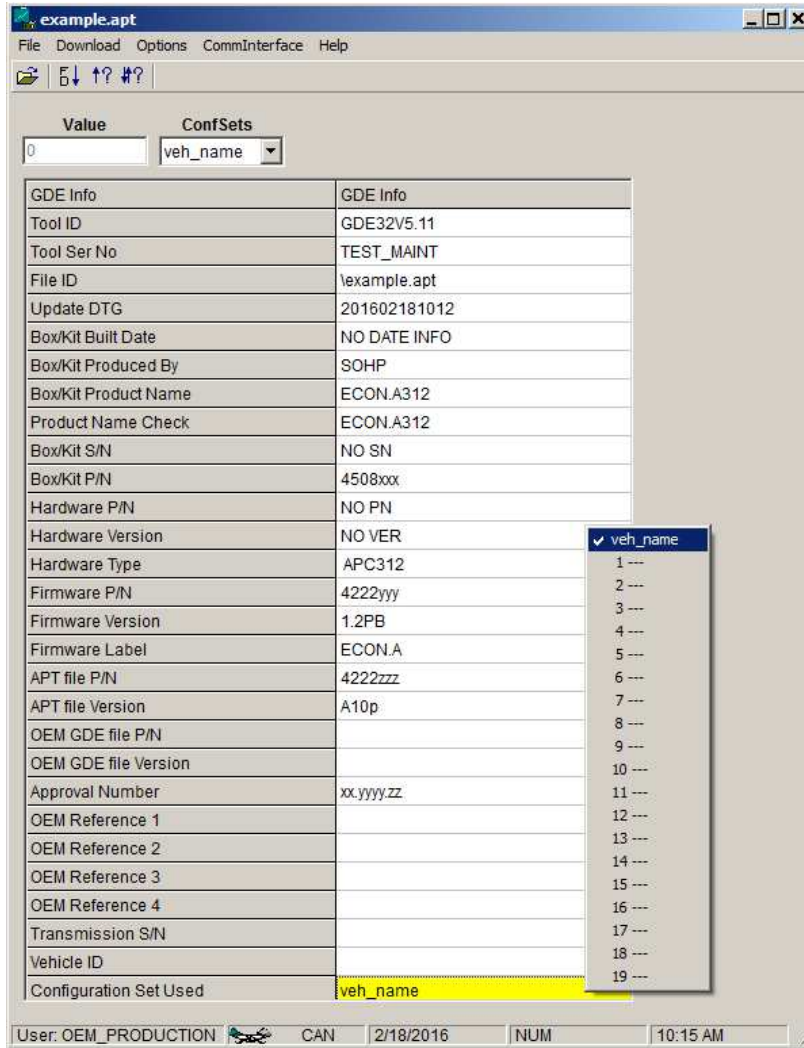 example.apt
File Download Options CommInterface Help
Value ConfSets
0 veh_name
GDE Info GDE Info
Tool ID GDE32V5.11
Tool Ser No TEST_MAINT
File ID \example.apt
Update DTG 201602181012
Box/Kit Built Date NO DATE INFO
Box/Kit Produced By SOHP
Box/Kit Product Name ECON.A312
Product Name Check ECON.A312
Box/Kit S/N NO SN
Box/Kit P/N 4508xxx
Hardware P/N NO PN
Hardware Version NO VER
Hardware Type APC312
Firmware P/N 4222yyy
Firmware Version 1.2PB
Firmware Label ECON.A
APT file P/N 4222zzz
APT file Version A10p
OEM GDE file P/N
OEM GDE file Version
Approval Number xx.yyyy.zz
OEM Reference 1
OEM Reference 2
OEM Reference 3
OEM Reference 4
Transmission S/N
Vehicle ID
Configuration Set Used veh_name
veh_name
1 ---
2 ---
3 ---
4 ---
5 ---
6 ---
7 ---
8 ---
9 ---
10 ---
11 ---
12 ---
13 ---
14 ---
15 ---
16 ---
17 ---
18 ---
19 ---
User: OEM_PRODUCTION CAN 2/18/2016 NUM 10:15 AM